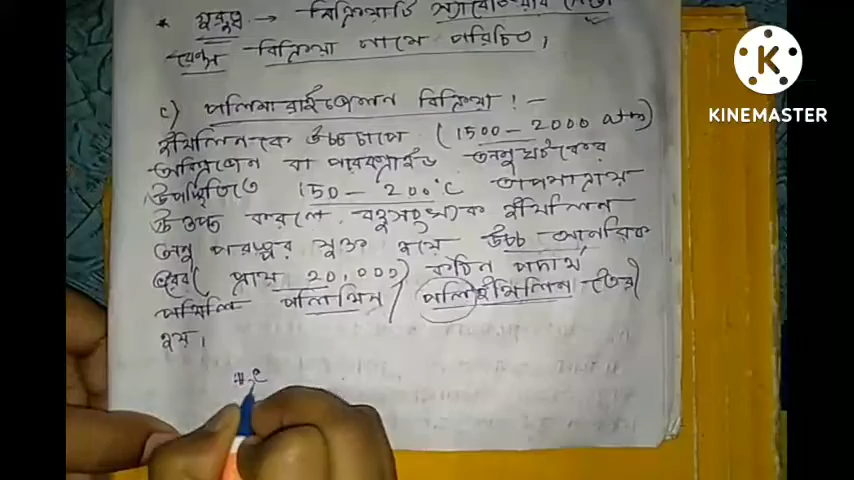 * গুরুত্ব → বিক্রিয়াটি স্যাবেতিয়ার
বিক্রিয়া নামে পরিচিত,
c) পলিমারাইজেশন বিক্রিয়া : -
ইথিলিনকে উচ্চচাপে (1500 - 2000 atm)
অক্সিজেন বা পারক্সাইড অনুঘটকের
উপস্থিতিতে 150 - 200°C তাপমাত্রায়
উত্তপ্ত করলে বহুসংখ্যক ইথিলিন
অনু পরস্পর যুক্ত হয়ে উচ্চ আণবিক
ভরের (প্রায় 20,000) কঠিন পদার্থ
পলিথিন / পলিইথিলিন তৈরী
হয়।
KINEMASTER